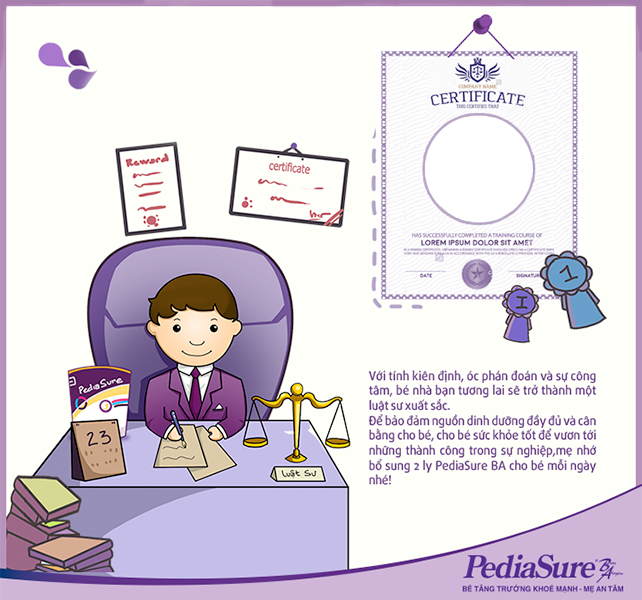 COMPANY NAME
CERTIFICATE
THIS CERTIFIES THAT
Reward
certificate
HAS SUCCESSFULLY COMPLETED A TRAINING COURSE OF
LOREM IPSUM DOLOR SIT AMET
DATE
SIGNATURE
1
I
PediaSure
23
Luật Sư
Với tính kiên định, óc phán đoán và sự công
tâm, bé nhà bạn tương lai sẽ trở thành một
luật sư xuất sắc.
Để bảo đảm nguồn dinh dưỡng đầy đủ và cân
bằng cho bé, cho bé sức khỏe tốt để vươn tới
những thành công trong sự nghiệp,mẹ nhớ
bổ sung 2 ly PediaSure BA cho bé mỗi ngày
nhé!
PediaSure® BA
BÉ TĂNG TRƯỞNG KHOẺ MẠNH - MẸ AN TÂM